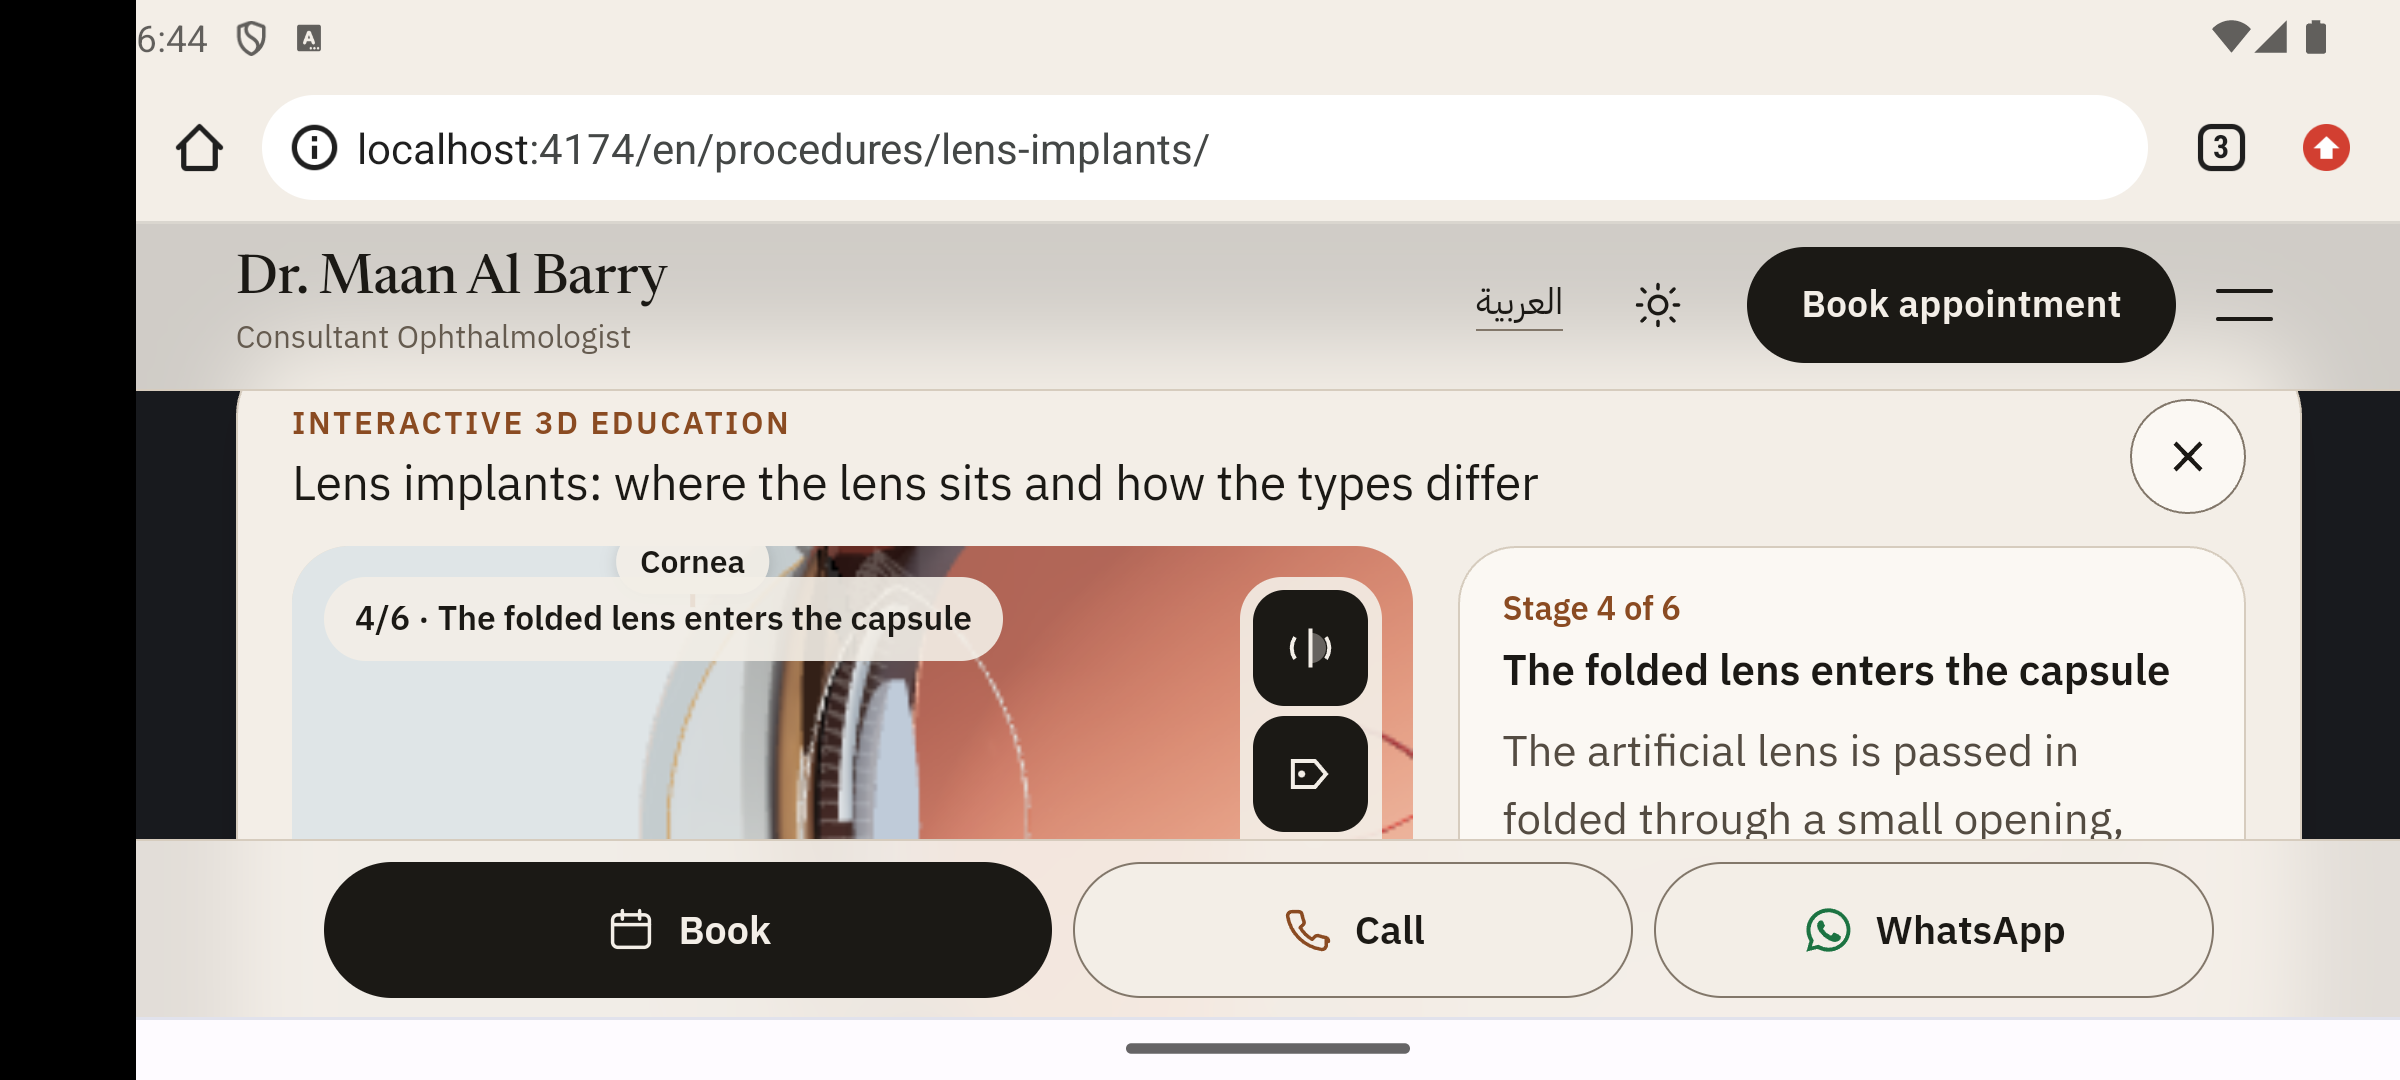 6:44
A
localhost:4174/en/procedures/lens-implants/
3
Dr. Maan Al Barry
Consultant Ophthalmologist
العربية
Book appointment
INTERACTIVE 3D EDUCATION
Lens implants: where the lens sits and how the types differ
Cornea
4/6 · The folded lens enters the capsule
Stage 4 of 6
The folded lens enters the capsule
The artificial lens is passed in
folded through a small opening,
Book
Call
WhatsApp